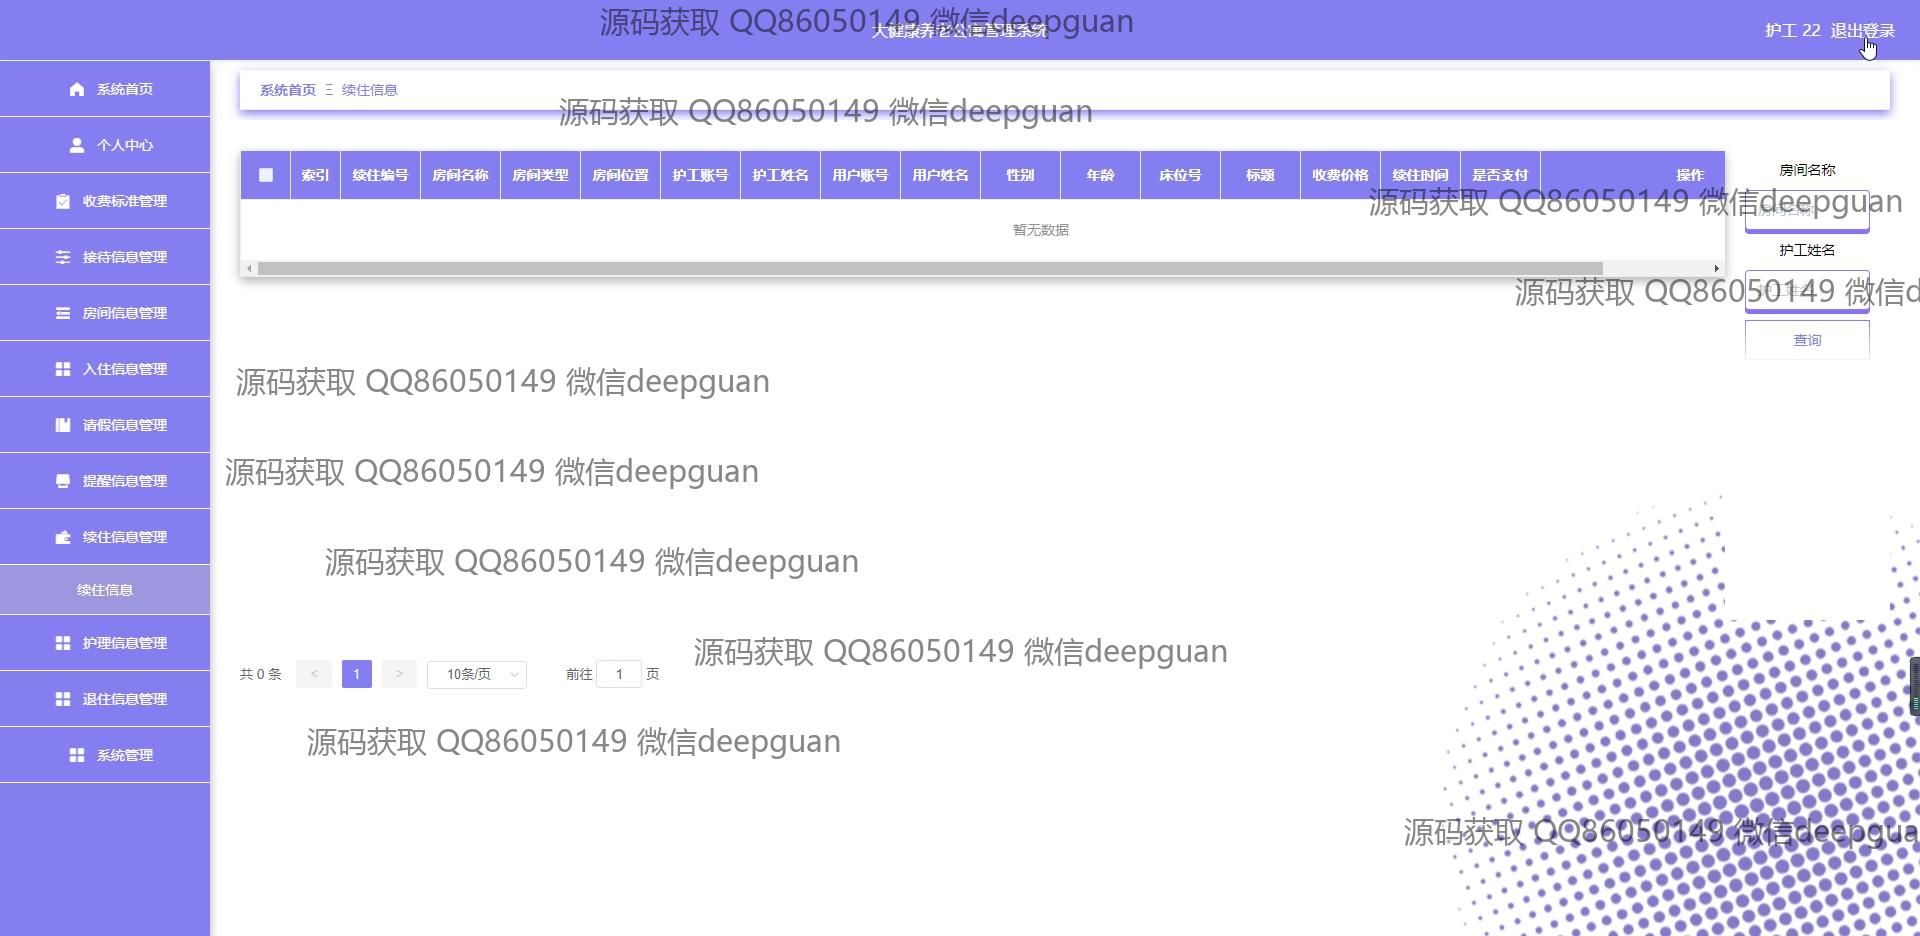 源码获取 QQ86050149 微信deepguan
大健康养老公寓管理系统
护工 22 退出登录
系统首页
个人中心
收费标准管理
接待信息管理
房间信息管理
入住信息管理
请假信息管理
提醒信息管理
续住信息管理
续住信息
护理信息管理
退住信息管理
系统管理
系统首页 Ξ 续住信息
源码获取 QQ86050149 微信deepguan
索引 续住编号 房间名称 房间类型 房间位置 护工账号 护工姓名 用户账号 用户姓名 性别 年龄 床位号 标题 收费价格 续住时间 是否支付 操作
暂无数据
房间名称
房间名称
源码获取 QQ86050149 微信deepguan
护工姓名
护工姓名
源码获取 QQ86050149 微信d
查询
源码获取 QQ86050149 微信deepguan
源码获取 QQ86050149 微信deepguan
源码获取 QQ86050149 微信deepguan
源码获取 QQ86050149 微信deepguan
共 0 条 < 1 > 10条/页 前往 1 页
源码获取 QQ86050149 微信deepguan
源码获取 QQ86050149 微信deepgua